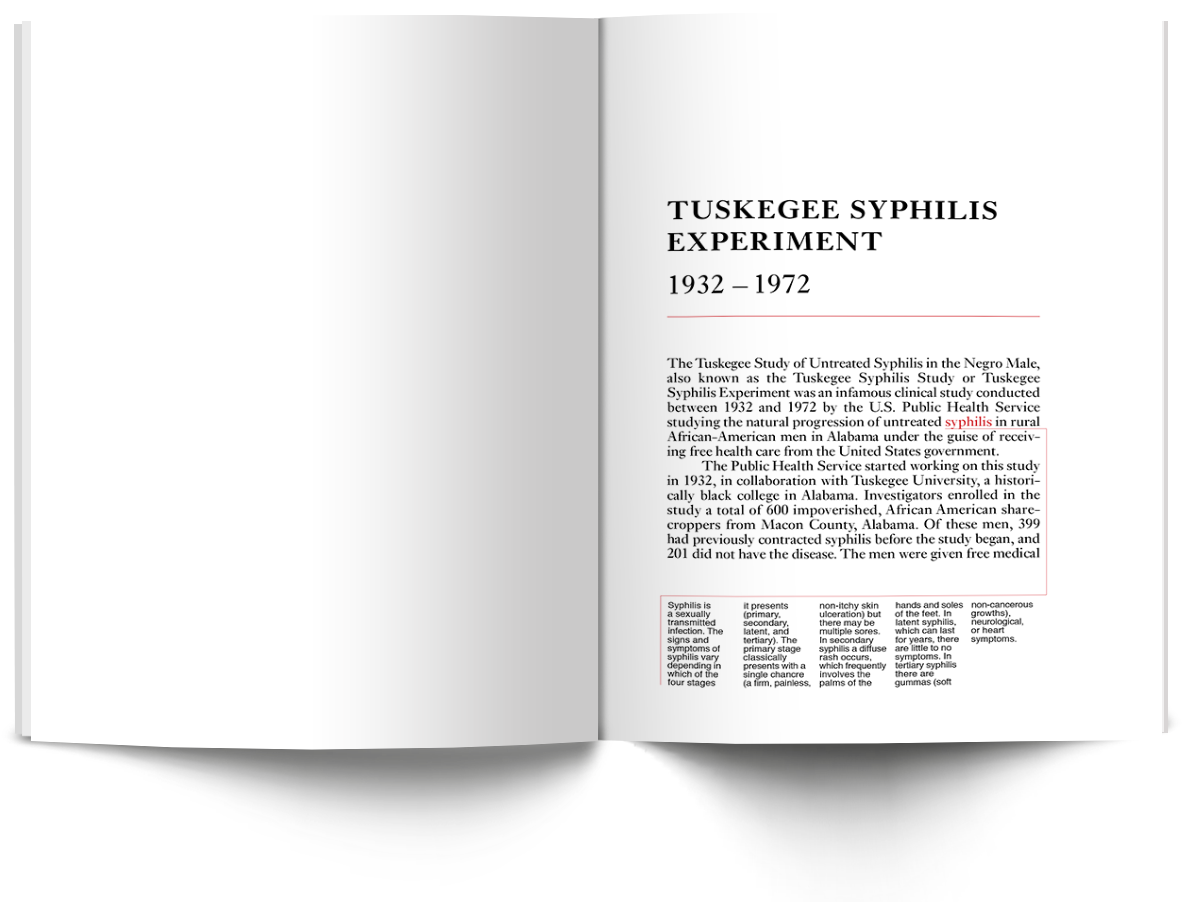 TUSKEGEE SYPHILIS
EXPERIMENT
1932 – 1972
The Tuskegee Study of Untreated Syphilis in the Negro Male,
also known as the Tuskegee Syphilis Study or Tuskegee
Syphilis Experiment was an infamous clinical study conducted
between 1932 and 1972 by the U.S. Public Health Service
studying the natural progression of untreated syphilis in rural
African-American men in Alabama under the guise of receiv-
ing free health care from the United States government.
The Public Health Service started working on this study
in 1932, in collaboration with Tuskegee University, a histori-
cally black college in Alabama. Investigators enrolled in the
study a total of 600 impoverished, African American share-
croppers from Macon County, Alabama. Of these men, 399
had previously contracted syphilis before the study began, and
201 did not have the disease. The men were given free medical
Syphilis is
a sexually
transmitted
infection. The
signs and
symptoms of
syphilis vary
depending in
which of the
four stages
it presents
(primary,
secondary,
latent, and
tertiary). The
primary stage
classically
presents with a
single chancre
(a firm, painless,
non-itchy skin
ulceration) but
there may be
multiple sores.
In secondary
syphilis a diffuse
rash occurs,
which frequently
involves the
palms of the
hands and soles
of the feet. In
latent syphilis,
which can last
for years, there
are little to no
symptoms. In
tertiary syphilis
there are
gummas (soft
non-cancerous
growths),
neurological,
or heart
symptoms.